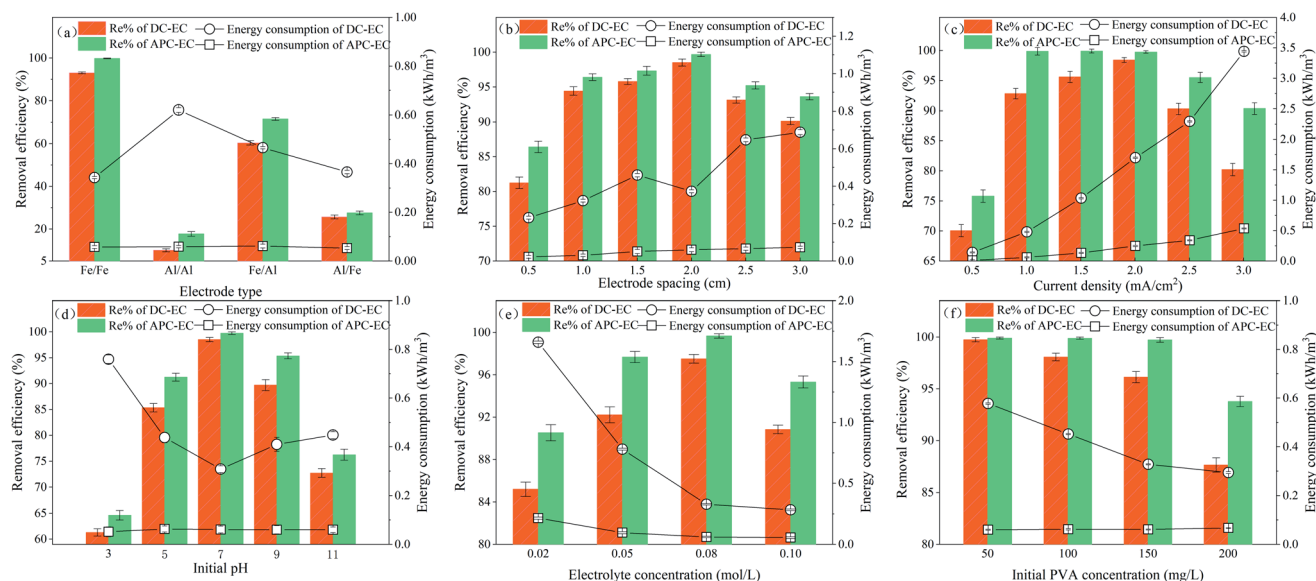 (a)
Re% of DC-EC
Re% of APC-EC
Energy consumption of DC-EC
Energy consumption of APC-EC
Removal efficiency (%)
100
80
60
40
20
5
1.00
0.80
0.60
0.40
0.20
0.0
Energy consumption (kWh/m³)
Fe/Fe Al/Al Fe/Al Al/Fe
Electrode type
(b)
Re% of DC-EC
Re% of APC-EC
Energy consumption of DC-EC
Energy consumption of APC-EC
Removal efficiency (%)
100
95
90
85
80
75
70
1.2
1.0
0.8
0.6
0.4
0.2
0.0
Energy consumption (kWh/m³)
0.5 1.0 1.5 2.0 2.5 3.0
Electrode spacing (cm)
(c)
Re% of DC-EC
Re% of APC-EC
Energy consumption of DC-EC
Energy consumption of APC-EC
Removal efficiency (%)
100
95
90
85
80
75
70
65
4.0
3.5
3.0
2.5
2.0
1.5
1.0
0.5
0.0
Energy consumption (kWh/m³)
0.5 1.0 1.5 2.0 2.5 3.0
Current density (mA/cm²)
(d)
Re% of DC-EC
Re% of APC-EC
Energy consumption of DC-EC
Energy consumption of APC-EC
Removal efficiency (%)
100
95
90
85
80
75
70
65
60
1.0
0.8
0.6
0.4
0.2
0.0
Energy consumption (kWh/m³)
3 5 7 9 11
Initial pH
(e)
Re% of DC-EC
Re% of APC-EC
Energy consumption of DC-EC
Energy consumption of APC-EC
Removal efficiency (%)
100
96
92
88
84
80
2.0
1.5
1.0
0.5
0.0
Energy consumption (kWh/m³)
0.02 0.05 0.08 0.10
Electrolyte concentration (mol/L)
(f)
Re% of DC-EC
Re% of APC-EC
Energy consumption of DC-EC
Energy consumption of APC-EC
Removal efficiency (%)
100
95
90
85
80
1.0
0.8
0.6
0.4
0.2
0.0
Energy consumption (kWh/m³)
50 100 150 200
Initial PVA concentration (mg/L)